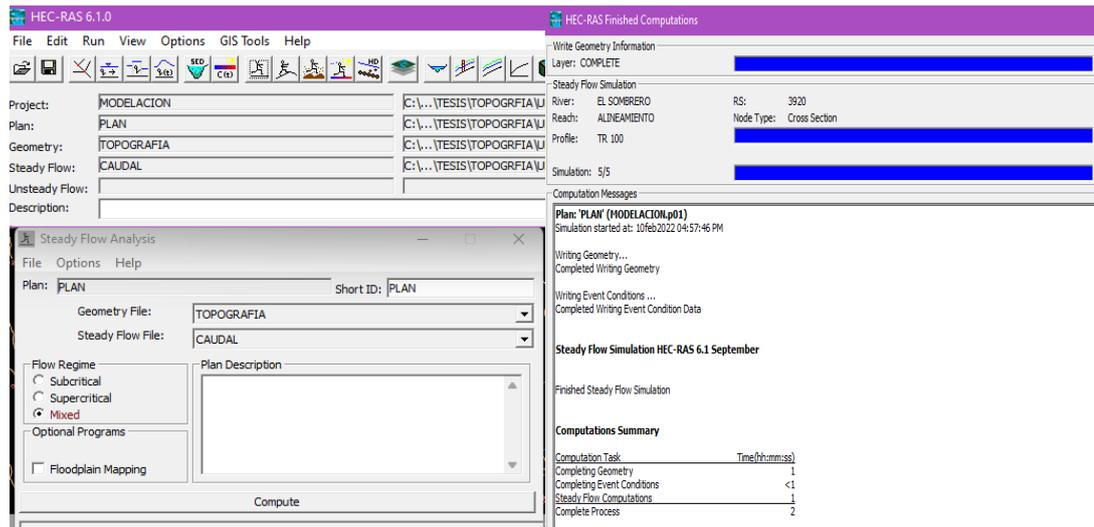 HEC-RAS 6.1.0
File Edit Run View Options GIS Tools Help
SED
C(t)
HD
Project: MODELACION C:\...\TESIS\TOPOGRFIA\U
Plan: PLAN C:\...\TESIS\TOPOGRFIA\U
Geometry: TOPOGRAFIA C:\...\TESIS\TOPOGRFIA\U
Steady Flow: CAUDAL C:\...\TESIS\TOPOGRFIA\U
Unsteady Flow:
Description:
Steady Flow Analysis
File Options Help
Plan: PLAN Short ID: PLAN
Geometry File: TOPOGRAFIA
Steady Flow File: CAUDAL
Flow Regime
Subcritical
Supercritical
Mixed
Plan Description
Optional Programs
Floodplain Mapping
Compute
HEC-RAS Finished Computations
Write Geometry Information
Layer: COMPLETE
Steady Flow Simulation
River: EL SOMBRERO RS: 3920
Reach: ALINEAMIENTO Node Type: Cross Section
Profile: TR 100
Simulation: 5/5
Computation Messages
Plan: 'PLAN' (MODELACION.p01)
Simulation started at: 10feb2022 04:57:46 PM
Writing Geometry...
Completed Writing Geometry
Writing Event Conditions ...
Completed Writing Event Condition Data
Steady Flow Simulation HEC-RAS 6.1 September
Finished Steady Flow Simulation
Computations Summary
Computation Task Time(hh:mm:ss)
Completing Geometry 1
Completing Event Conditions <1
Steady Flow Computations 1
Complete Process 2